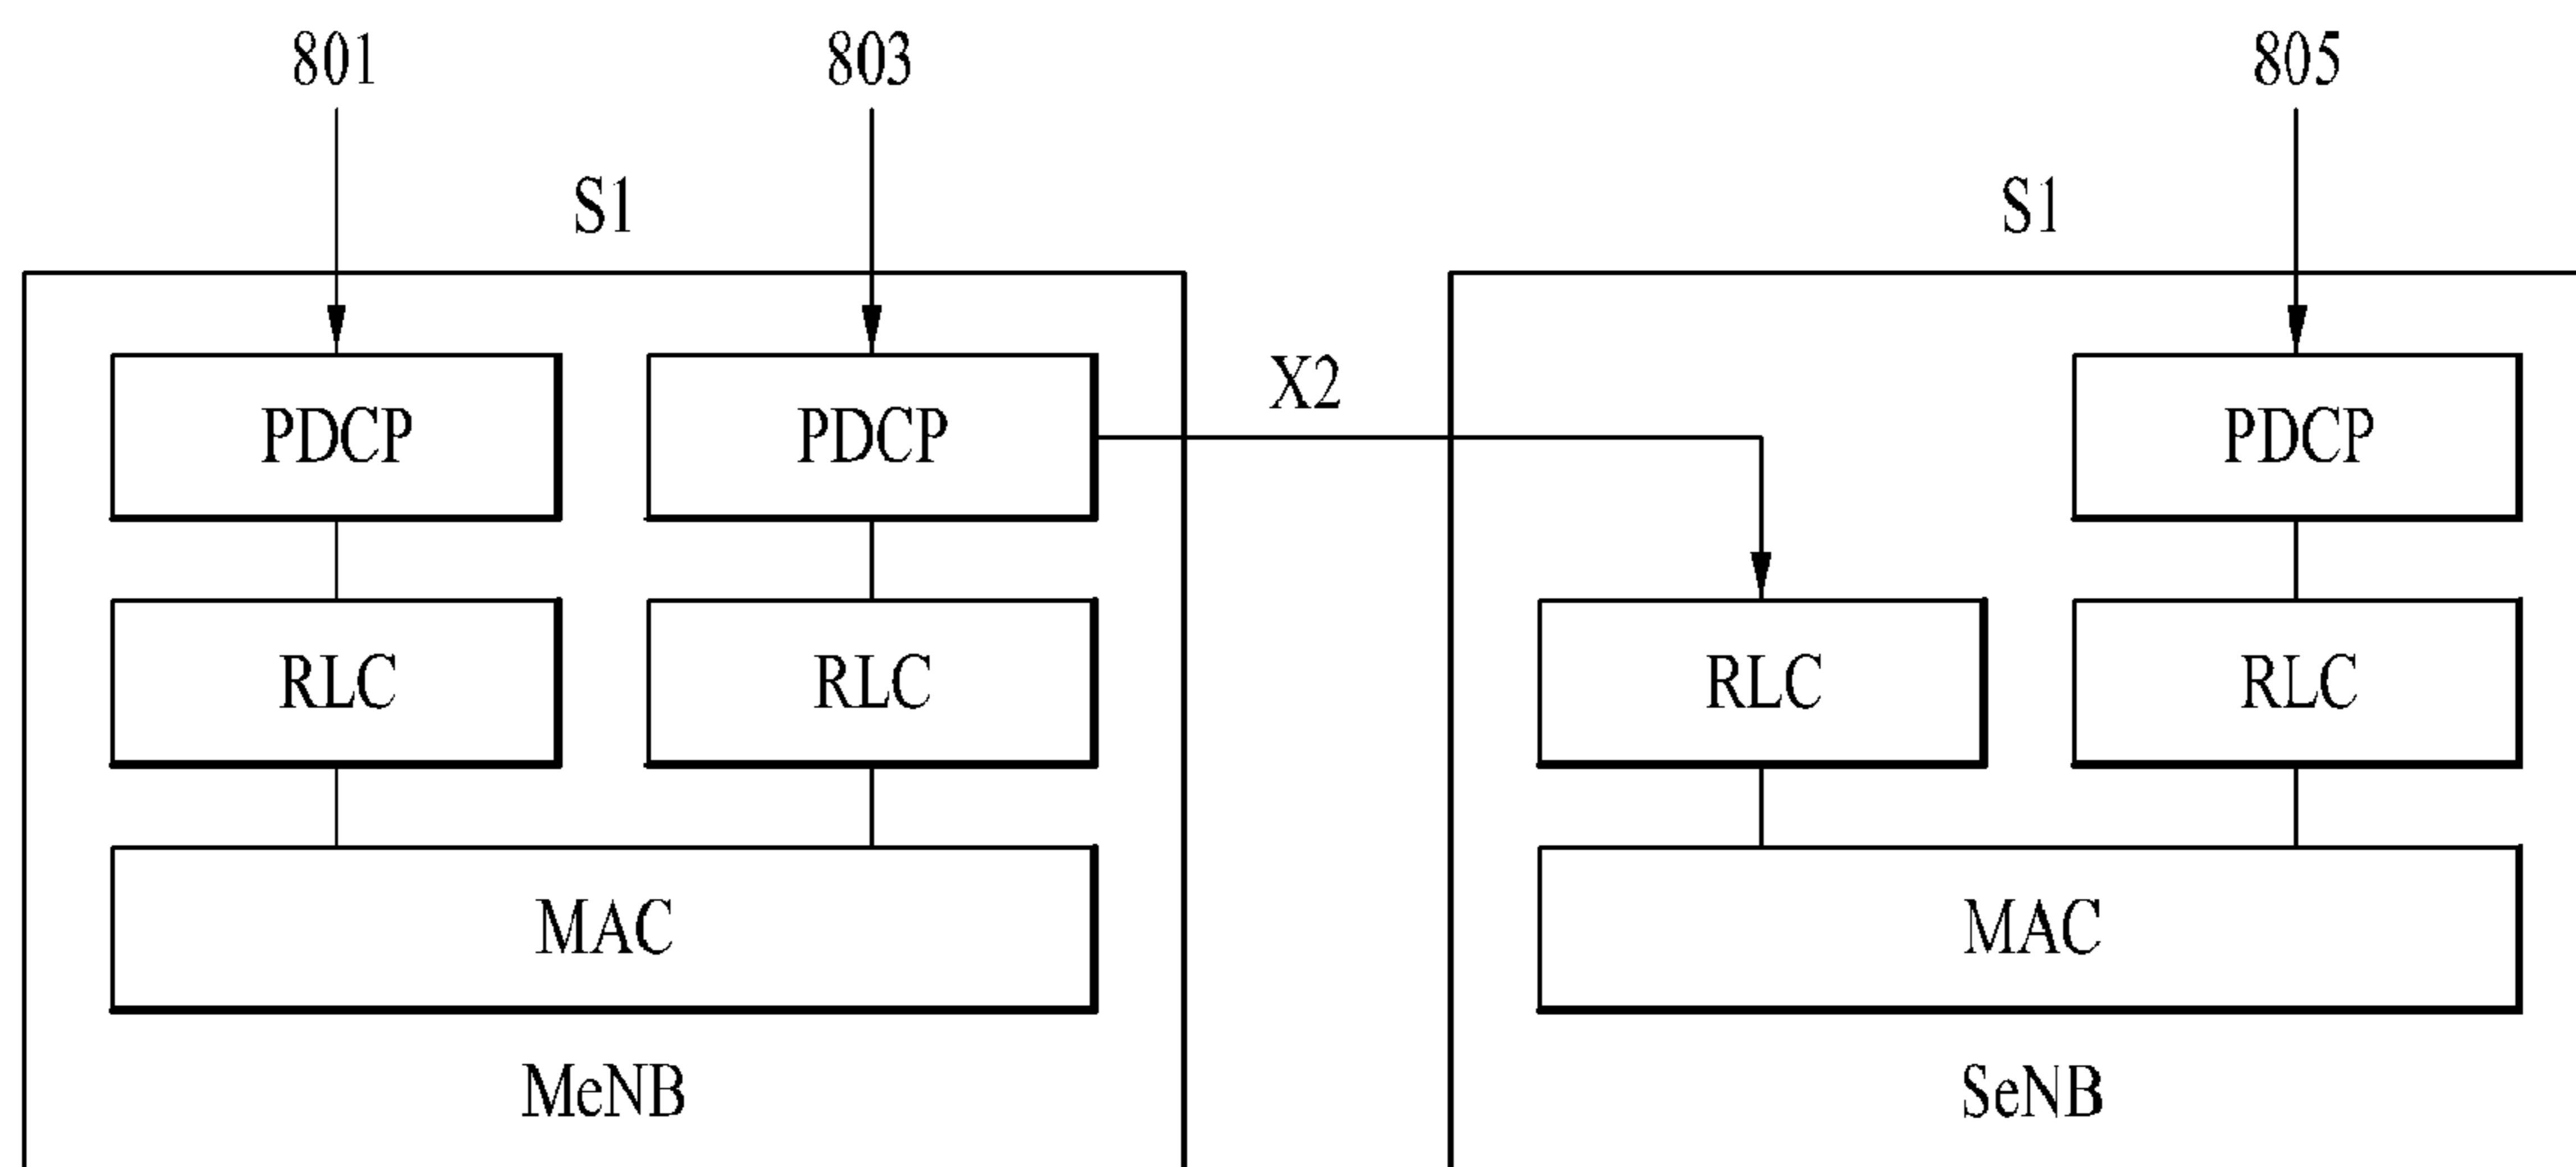 801 803 805
S1 S1
X2
PDCP PDCP PDCP
RLC RLC RLC RLC
MAC MAC
MeNB SeNB